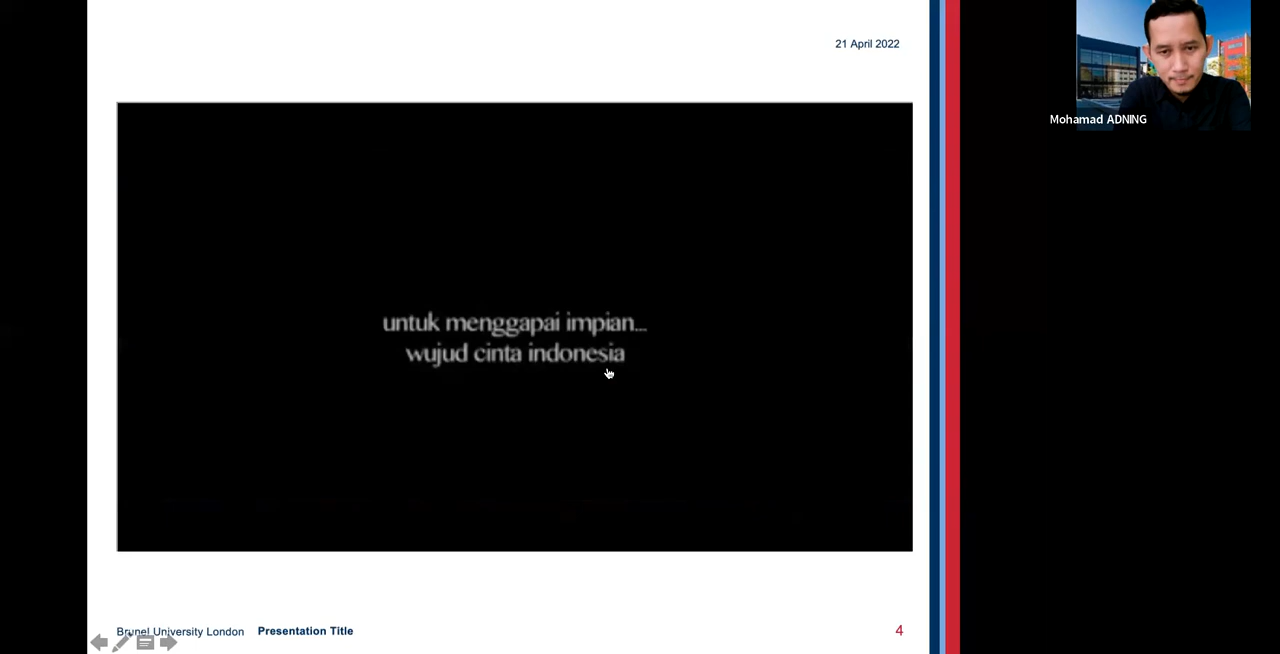 21 April 2022
Mohamad ADNING
untuk menggapai impian...
wujud cinta indonesia
Brunel University London Presentation Title
4